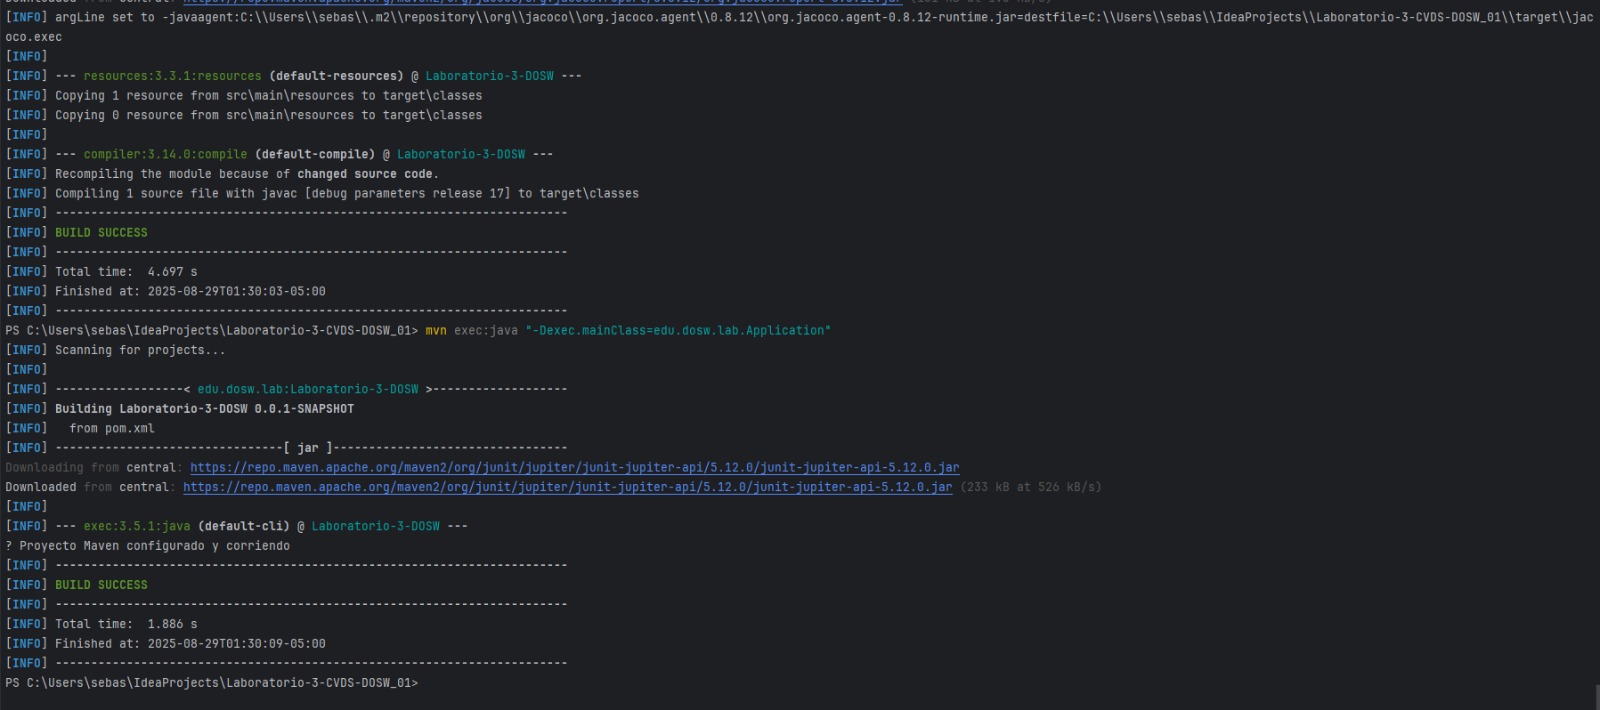 [INFO] argLine set to -javaagent:C:\\Users\\sebas\\.m2\\repository\\org\\jacoco\\org.jacoco.agent\\0.8.12\\org.jacoco.agent-0.8.12-runtime.jar=destfile=C:\\Users\\sebas\\IdeaProjects\\Laboratorio-3-CVDS-DOSW_01\\target\\jac
oco.exec
[INFO]
[INFO] --- resources:3.3.1:resources (default-resources) @ Laboratorio-3-DOSW ---
[INFO] Copying 1 resource from src\main\resources to target\classes
[INFO] Copying 0 resource from src\main\resources to target\classes
[INFO]
[INFO] --- compiler:3.14.0:compile (default-compile) @ Laboratorio-3-DOSW ---
[INFO] Recompiling the module because of changed source code.
[INFO] Compiling 1 source file with javac [debug parameters release 17] to target\classes
[INFO] ------------------------------------------------------------------------
[INFO] BUILD SUCCESS
[INFO] ------------------------------------------------------------------------
[INFO] Total time:  4.697 s
[INFO] Finished at: 2025-08-29T01:30:03-05:00
[INFO] ------------------------------------------------------------------------
PS C:\Users\sebas\IdeaProjects\Laboratorio-3-CVDS-DOSW_01> mvn exec:java "-Dexec.mainClass=edu.dosw.lab.Application"
[INFO] Scanning for projects...
[INFO]
[INFO] ------------------< edu.dosw.lab:Laboratorio-3-DOSW >-------------------
[INFO] Building Laboratorio-3-DOSW 0.0.1-SNAPSHOT
[INFO]   from pom.xml
[INFO] --------------------------------[ jar ]---------------------------------
Downloading from central: https://repo.maven.apache.org/maven2/org/junit/jupiter/junit-jupiter-api/5.12.0/junit-jupiter-api-5.12.0.jar
Downloaded from central: https://repo.maven.apache.org/maven2/org/junit/jupiter/junit-jupiter-api/5.12.0/junit-jupiter-api-5.12.0.jar (233 kB at 526 kB/s)
[INFO]
[INFO] --- exec:3.5.1:java (default-cli) @ Laboratorio-3-DOSW ---
? Proyecto Maven configurado y corriendo
[INFO] ------------------------------------------------------------------------
[INFO] BUILD SUCCESS
[INFO] ------------------------------------------------------------------------
[INFO] Total time:  1.886 s
[INFO] Finished at: 2025-08-29T01:30:09-05:00
[INFO] ------------------------------------------------------------------------
PS C:\Users\sebas\IdeaProjects\Laboratorio-3-CVDS-DOSW_01>